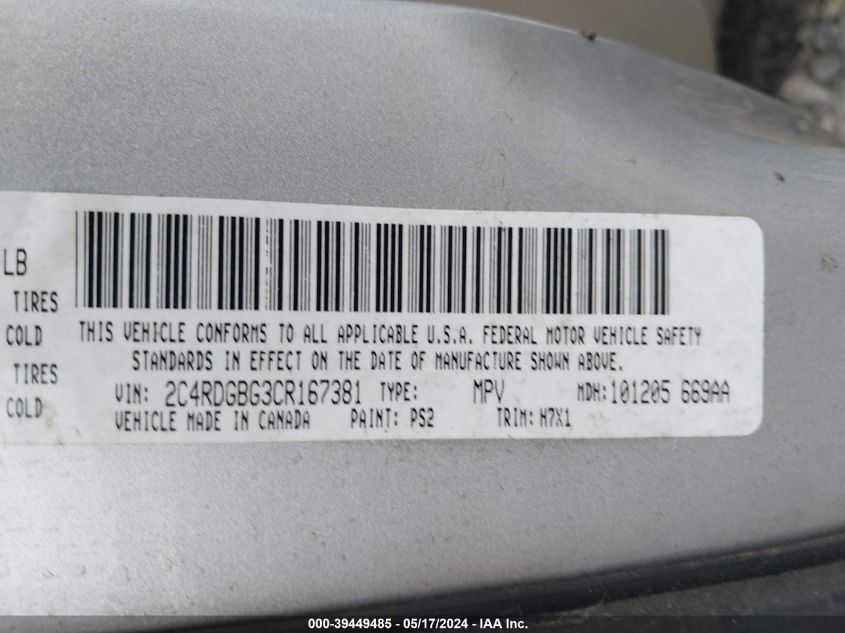 LB
TIRES
COLD
TIRES
COLD
THIS VEHICLE CONFORMS TO ALL APPLICABLE U.S.A. FEDERAL MOTOR VEHICLE SAFETY
STANDARDS IN EFFECT ON THE DATE OF MANUFACTURE SHOWN ABOVE.
VIN: 2C4RDGBG3CR167381 TYPE: MPV MDH:101205 669AA
VEHICLE MADE IN CANADA PAINT: PS2 TRIM: H7X1
000-39449485 - 05/17/2024 - IAA Inc.